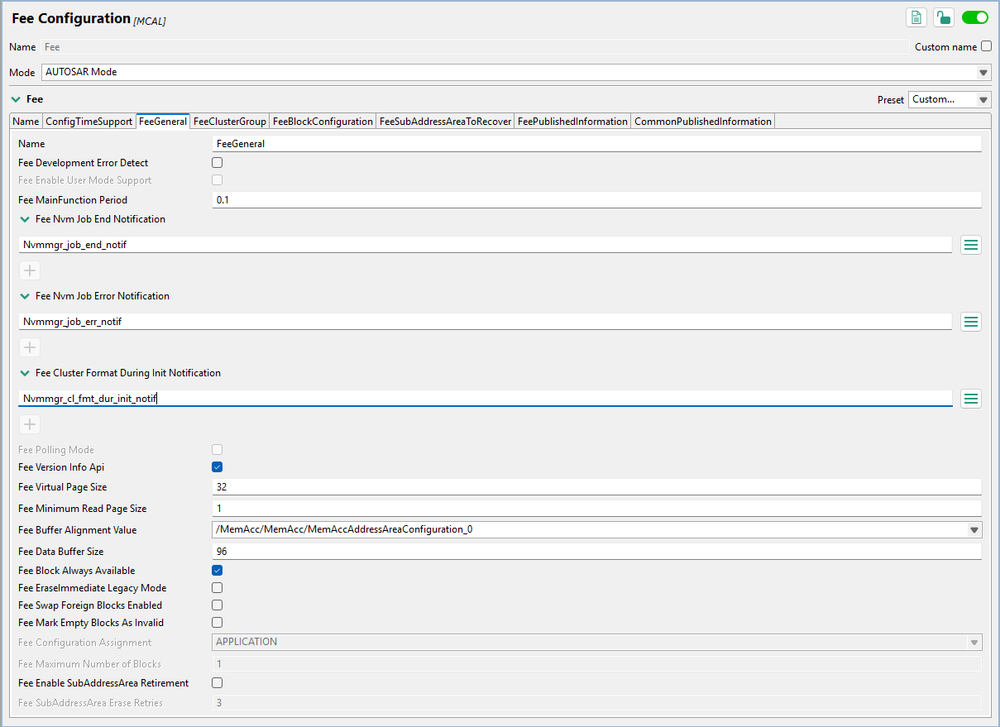 Fee Configuration [MCAL]
Name Fee Custom name
Mode AUTOSAR Mode
Fee Preset Custom...
Name ConfigTimeSupport FeeGeneral FeeClusterGroup FeeBlockConfiguration FeeSubAddressAreaToRecover FeePublishedInformation CommonPublishedInformation
Name FeeGeneral
Fee Development Error Detect
Fee Enable User Mode Support
Fee MainFunction Period 0.1
Fee Nvm Job End Notification
Nvmmgr_job_end_notif
Fee Nvm Job Error Notification
Nvmmgr_job_err_notif
Fee Cluster Format During Init Notification
Nvmmgr_cl_fmt_dur_init_notif
Fee Polling Mode
Fee Version Info Api
Fee Virtual Page Size 32
Fee Minimum Read Page Size 1
Fee Buffer Alignment Value /MemAcc/MemAcc/MemAccAddressAreaConfiguration_0
Fee Data Buffer Size 96
Fee Block Always Available
Fee EraseImmediate Legacy Mode
Fee Swap Foreign Blocks Enabled
Fee Mark Empty Blocks As Invalid
Fee Configuration Assignment APPLICATION
Fee Maximum Number of Blocks 1
Fee Enable SubAddressArea Retirement
Fee SubAddressArea Erase Retries 3